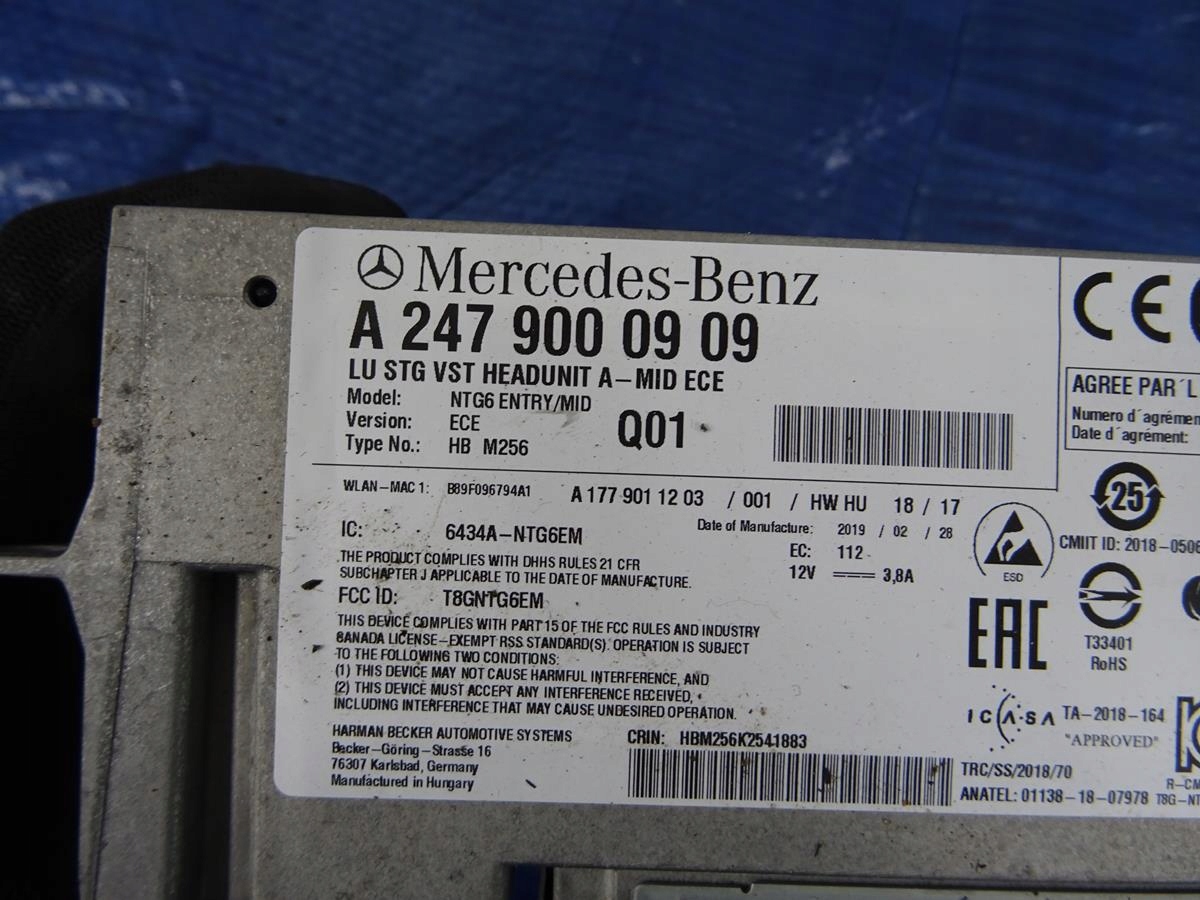 Mercedes-Benz
A 247 900 09 09
LU STG VST HEADUNIT A-MID ECE
Model: NTG6 ENTRY/MID
Version: ECE
Type No.: HB M256
Q01
WLAN-MAC 1: B89F096794A1
A 177 901 12 03 / 001 / HW HU 18 / 17
Date of Manufacture: 2019 / 02 / 28
IC: 6434A-NTG6EM
EC: 112
12V 3,8A
THE PRODUCT COMPLIES WITH DHHS RULES 21 CFR
SUBCHAPTER J APPLICABLE TO THE DATE OF MANUFACTURE.
FCC ID: T8GNTG6EM
THIS DEVICE COMPLIES WITH PART 15 OF THE FCC RULES AND INDUSTRY
CANADA LICENSE-EXEMPT RSS STANDARD(S). OPERATION IS SUBJECT
TO THE FOLLOWING TWO CONDITIONS:
(1) THIS DEVICE MAY NOT CAUSE HARMFUL INTERFERENCE, AND
(2) THIS DEVICE MUST ACCEPT ANY INTERFERENCE RECEIVED,
INCLUDING INTERFERENCE THAT MAY CAUSE UNDESIRED OPERATION.
HARMAN BECKER AUTOMOTIVE SYSTEMS
Becker-Göring-Strasse 16
76307 Karlsbad, Germany
Manufactured in Hungary
CRIN: HBM256K2541883
CE
AGREE PAR ´L
Numero d´agrémen
Date d´agrément:
25
ESD
CMIIT ID: 2018-0506
EAC
T33401
RoHS
ICASA
TA-2018-164
"APPROVED"
TRC/SS/2018/70
R-CM
ANATEL: 01138-18-07978
T8G-NT